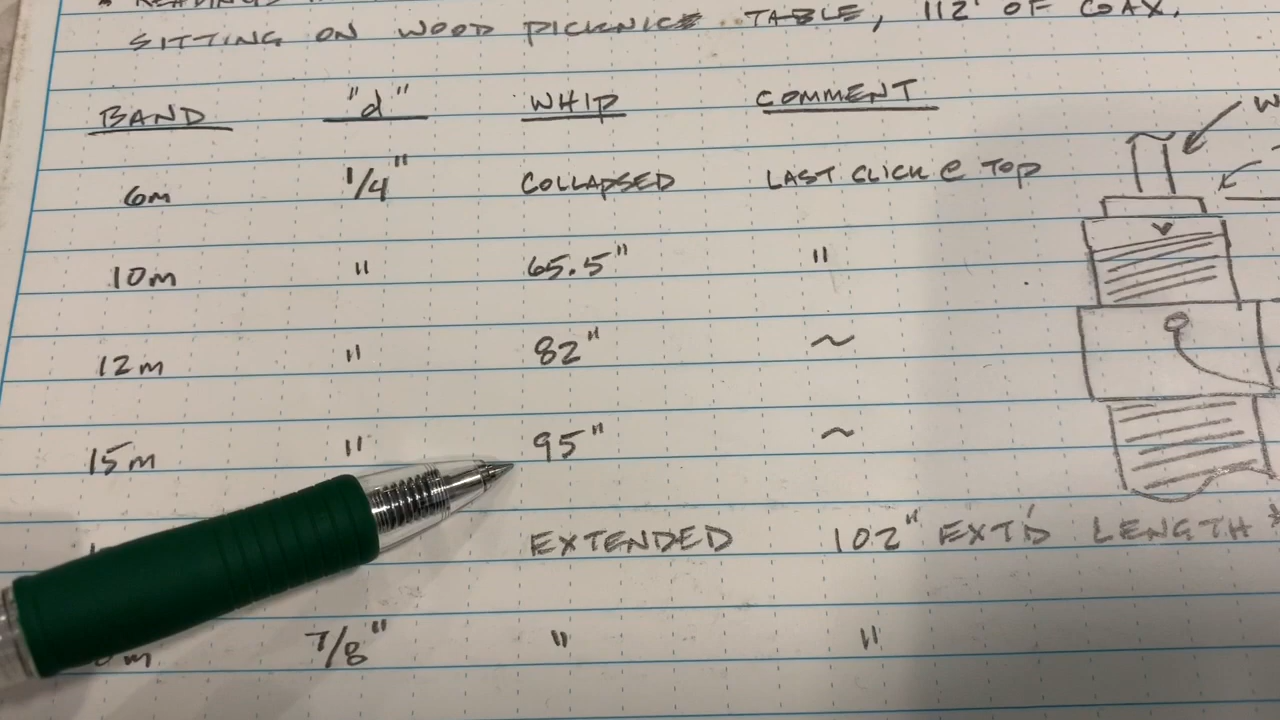 * READINGS
SITTING ON WOOD PICKNICK TABLE, 112' OF COAX.
BAND "d" WHIP COMMENT
6m 1/4" COLLAPSED LAST CLICK @ TOP
10m " 65.5" "
12m " 82" ~
15m " 95" ~
EXTENDED 102" EXT'D LENGTH *
m 7/8" " "
W